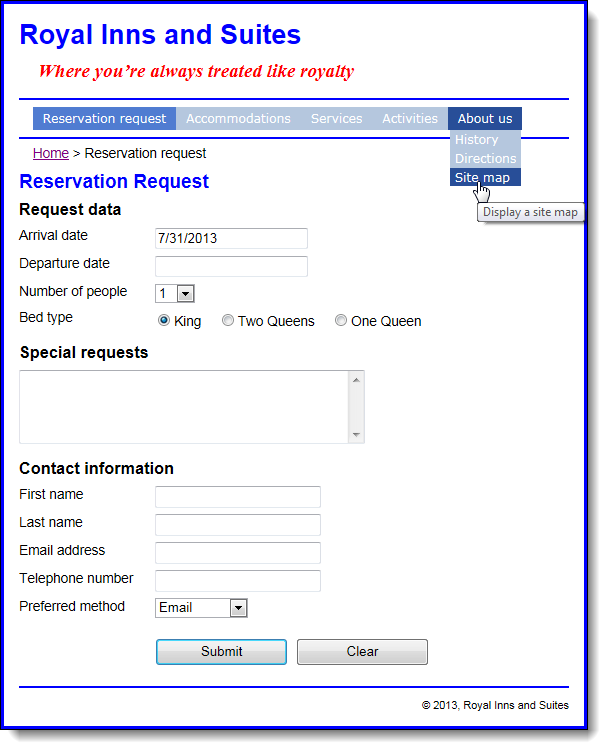 Royal Inns and Suites
Where you're always treated like royalty
Reservation request Accommodations Services Activities About us
History
Directions
Site map
Display a site map
Home > Reservation request
Reservation Request
Request data
Arrival date 7/31/2013
Departure date
Number of people 1
Bed type King Two Queens One Queen
Special requests
Contact information
First name
Last name
Email address
Telephone number
Preferred method Email
Submit Clear
© 2013, Royal Inns and Suites